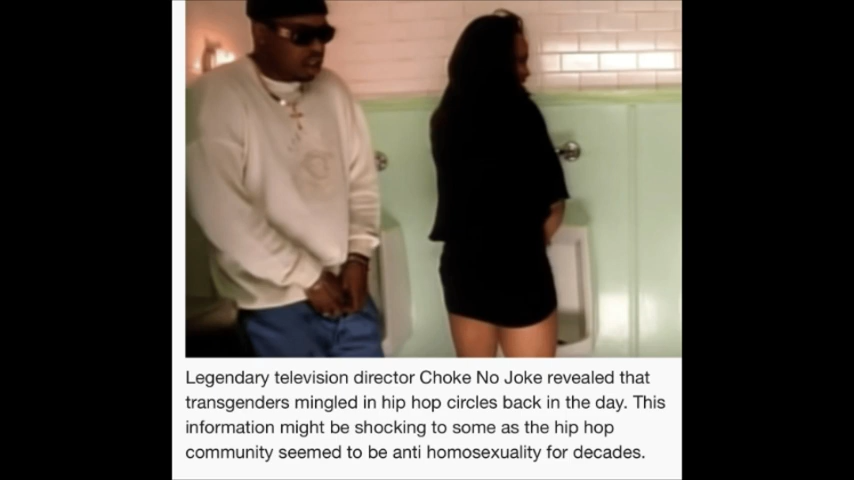 Legendary television director Choke No Joke revealed that
transgenders mingled in hip hop circles back in the day. This
information might be shocking to some as the hip hop
community seemed to be anti homosexuality for decades.